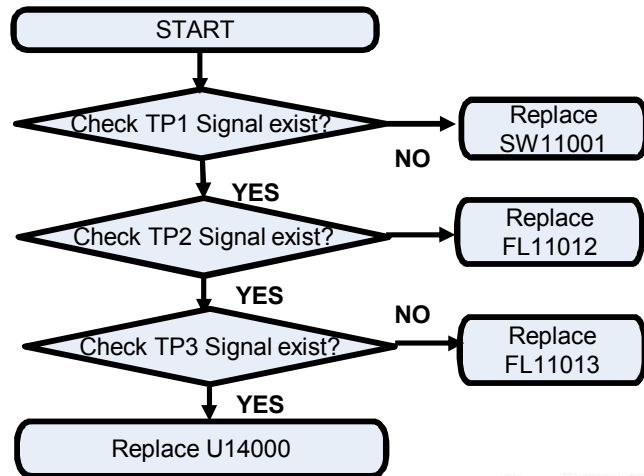 START
Check TP1 Signal exist?
NO
Replace
SW11001
YES
Check TP2 Signal exist?
Replace
FL11012
YES
NO
Check TP3 Signal exist?
Replace
FL11013
YES
Replace U14000